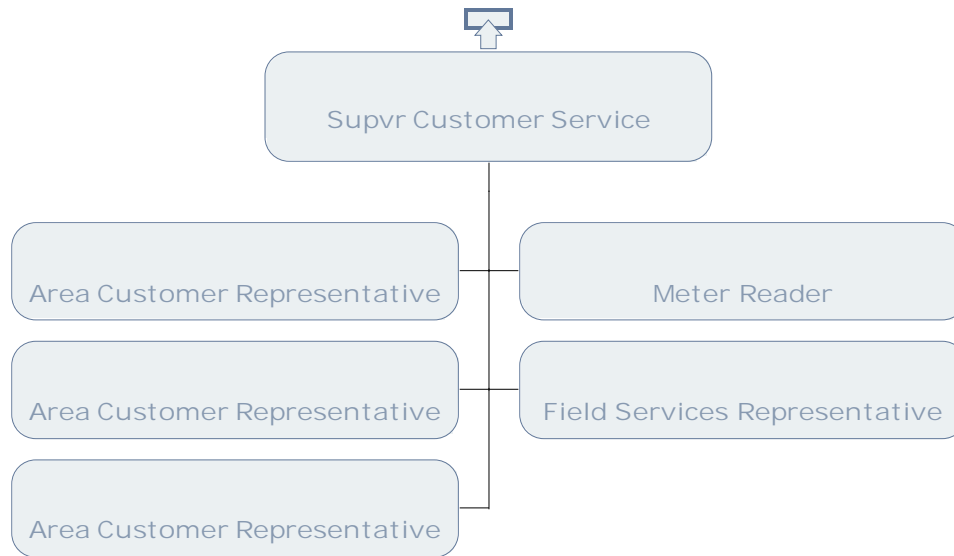 Supvr Customer Service
Area Customer Representative
Meter Reader
Area Customer Representative
Field Services Representative
Area Customer Representative